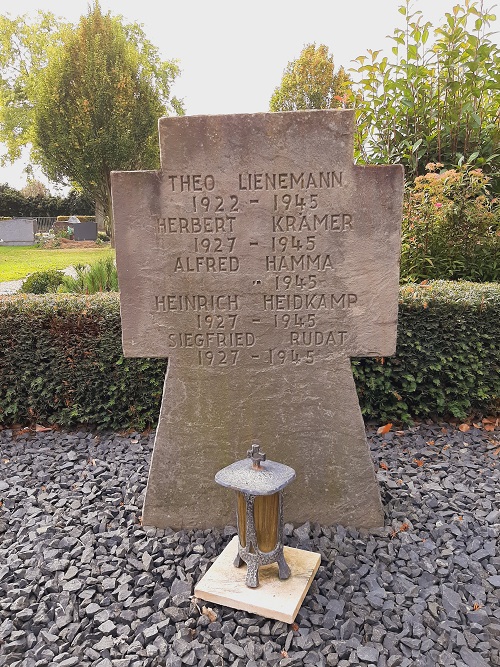 THEO LIENEMANN
1922 - 1945
HERBERT KRÄMER
1927 - 1945
ALFRED HAMMA
" 1945
HEINRICH HEIDKAMP
1927 - 1945
SIEGFRIED RUDAT
1927 - 1945